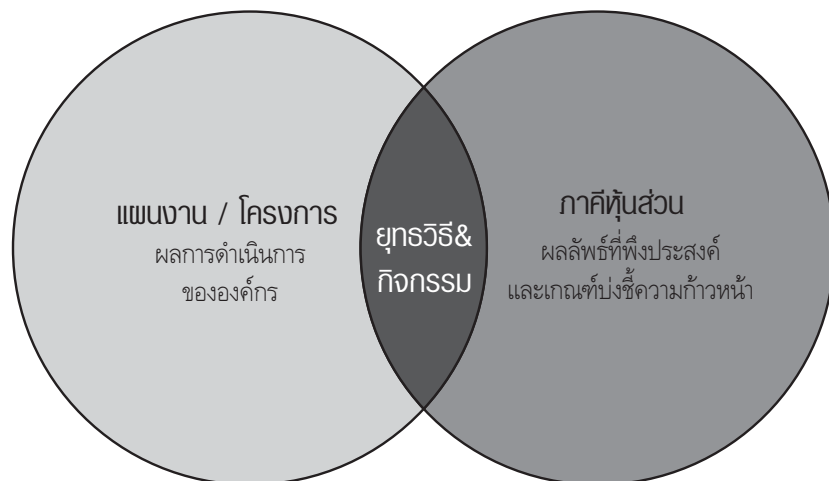 แผนงาน / โครงการ
ผลการดำเนินการ
ขององค์กร
ยุทธวิธี&
กิจกรรม
ภาคีหุ้นส่วน
ผลลัพธ์ที่พึงประสงค์
และเกณฑ์บ่งชี้ความก้าวหน้า